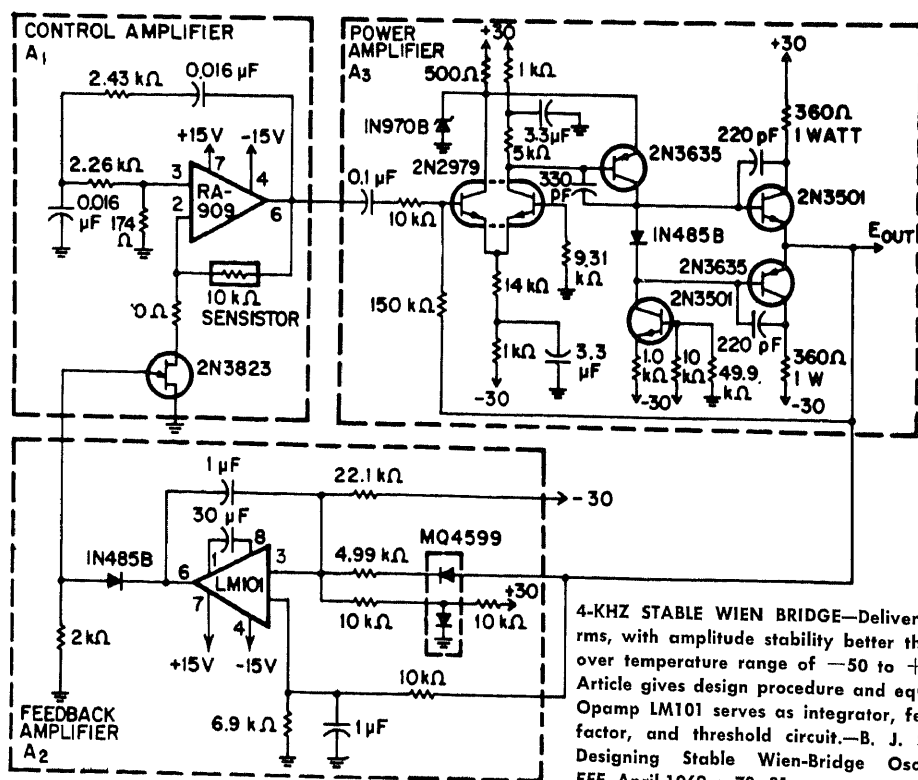 CONTROL AMPLIFIER
A1
2.43 kΩ
0.016 µF
+15V
-15V
2.26 kΩ
3
7
4
RA-
909
2
6
0.016
µF
174
Ω
10 kΩ
SENSISTOR
2N3823
POWER
AMPLIFIER
A3
+30
+30
500Ω
1 kΩ
IN970B
3.3µF
5kΩ
360Ω
1 WATT
220 pF
2N2979
2N3635
330
pF
0.1 µF
10 kΩ
2N3501
EOUT
IN485B
9.31
kΩ
2N3635
150 kΩ
14 kΩ
2N3501
1kΩ
3.3
µF
220 pF
1.0
kΩ
10
kΩ
49.9
kΩ
360Ω
1 W
-30
-30
-30
1 µF
22.1 kΩ
-30
30 µF
MQ4599
IN485B
1
8
3
4.99 kΩ
6
LM101
+30
7
4
10 kΩ
10 kΩ
2kΩ
+15V
-15V
10kΩ
6.9 kΩ
1µF
FEEDBACK
AMPLIFIER
A2
4-KHZ STABLE WIEN BRIDGE—Deliver
rms, with amplitude stability better
over temperature range of —50 to
Article gives design procedure and
Opamp LM101 serves as integrator,
factor, and threshold circuit.—B. J.
Designing Stable Wien-Bridge
EEE, April 1969